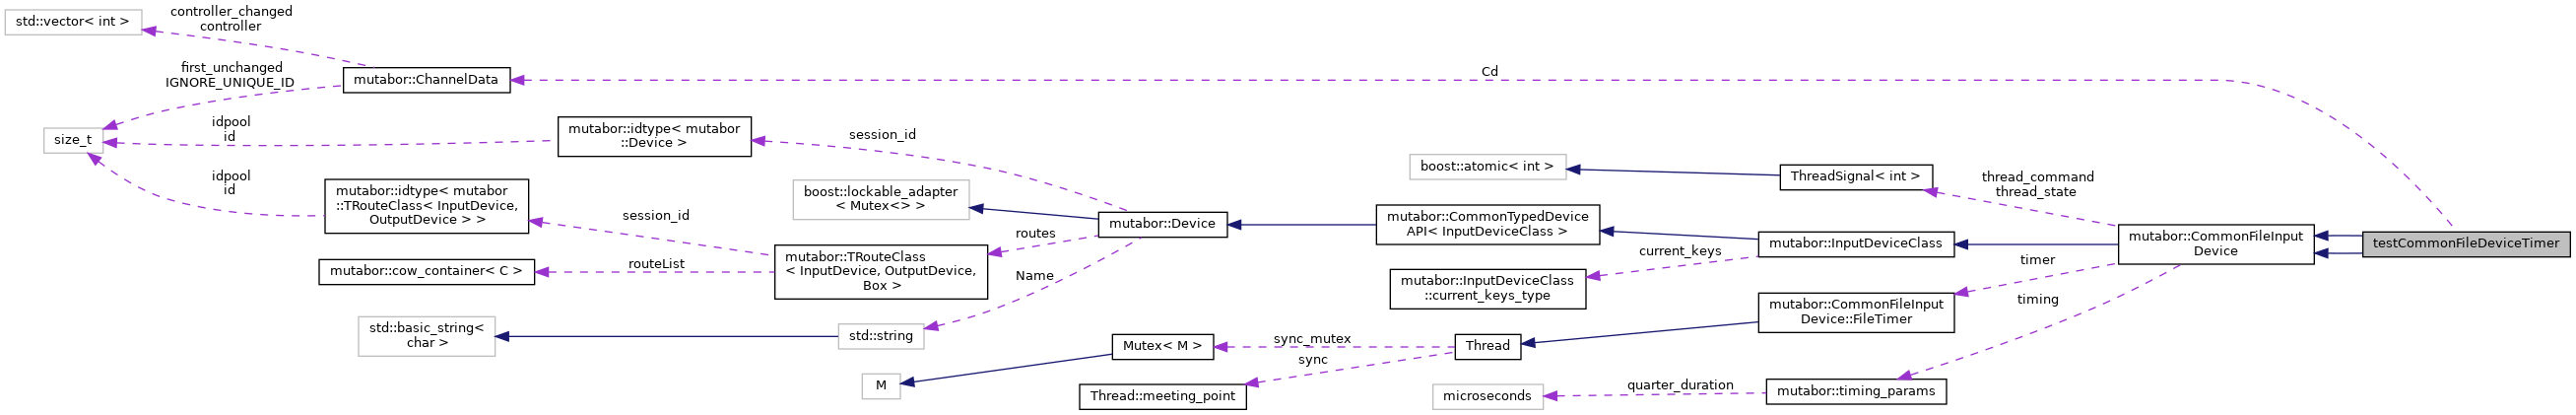 std::vector< int >
controller_changed
controller
mutabor::ChannelData
first_unchanged
IGNORE_UNIQUE_ID
Cd
size_t
idpool
id
mutabor::idtype< mutabor
::Device >
session_id
idpool
id
mutabor::idtype< mutabor
::TRouteClass< InputDevice,
OutputDevice > >
session_id
boost::lockable_adapter
< Mutex<> >
mutabor::Device
mutabor::cow_container< C >
routeList
mutabor::TRouteClass
< InputDevice, OutputDevice,
Box >
routes
Name
std::basic_string<
char >
std::string
boost::atomic< int >
ThreadSignal< int >
thread_command
thread_state
mutabor::CommonTypedDevice
API< InputDeviceClass >
mutabor::InputDeviceClass
mutabor::CommonFileInput
Device
testCommonFileDeviceTimer
mutabor::InputDeviceClass
::current_keys_type
current_keys
mutabor::CommonFileInput
Device::FileTimer
timer
timing
M
Mutex< M >
sync_mutex
sync
Thread
Thread::meeting_point
microseconds
quarter_duration
mutabor::timing_params